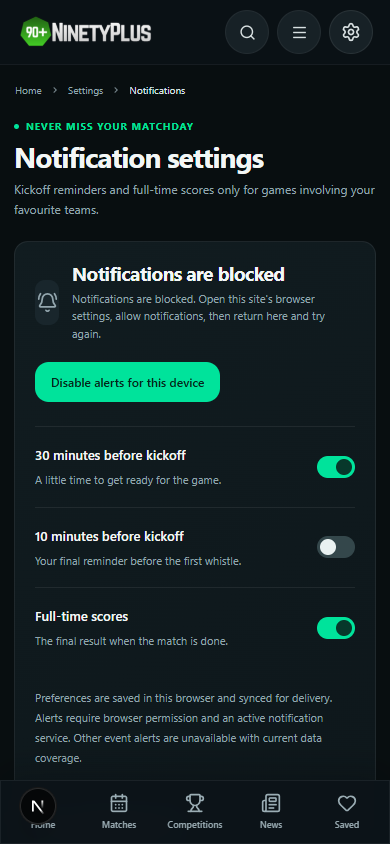 90+ NINETYPLUS
Home > Settings > Notifications
NEVER MISS YOUR MATCHDAY
Notification settings
Kickoff reminders and full-time scores only for games involving your
favourite teams.
Notifications are blocked
Notifications are blocked. Open this site's browser
settings, allow notifications, then return here and try
again.
Disable alerts for this device
30 minutes before kickoff
A little time to get ready for the game.
10 minutes before kickoff
Your final reminder before the first whistle.
Full-time scores
The final result when the match is done.
Preferences are saved in this browser and synced for delivery.
Alerts require browser permission and an active notification
service. Other event alerts are unavailable with current data
coverage.
N
Home Matches Competitions News Saved